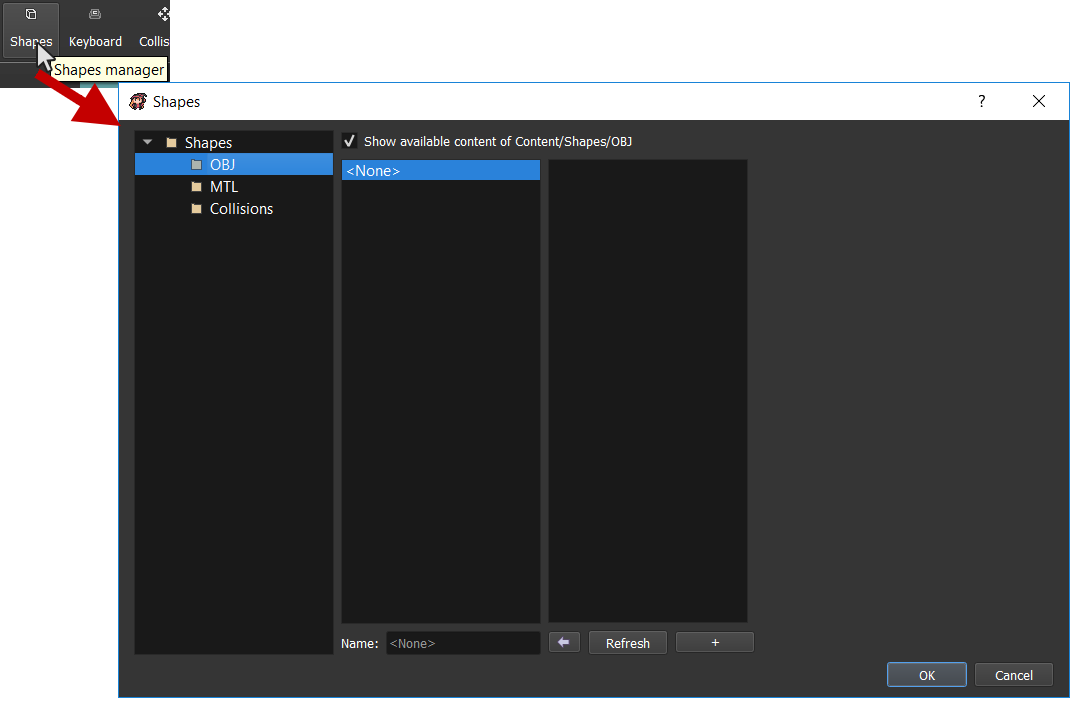 Shapes Keyboard Collis
Shapes manager
Shapes ?
Shapes
OBJ
MTL
Collisions
Show available content of Content/Shapes/OBJ
<None>
Name: <None> Refresh +
OK Cancel